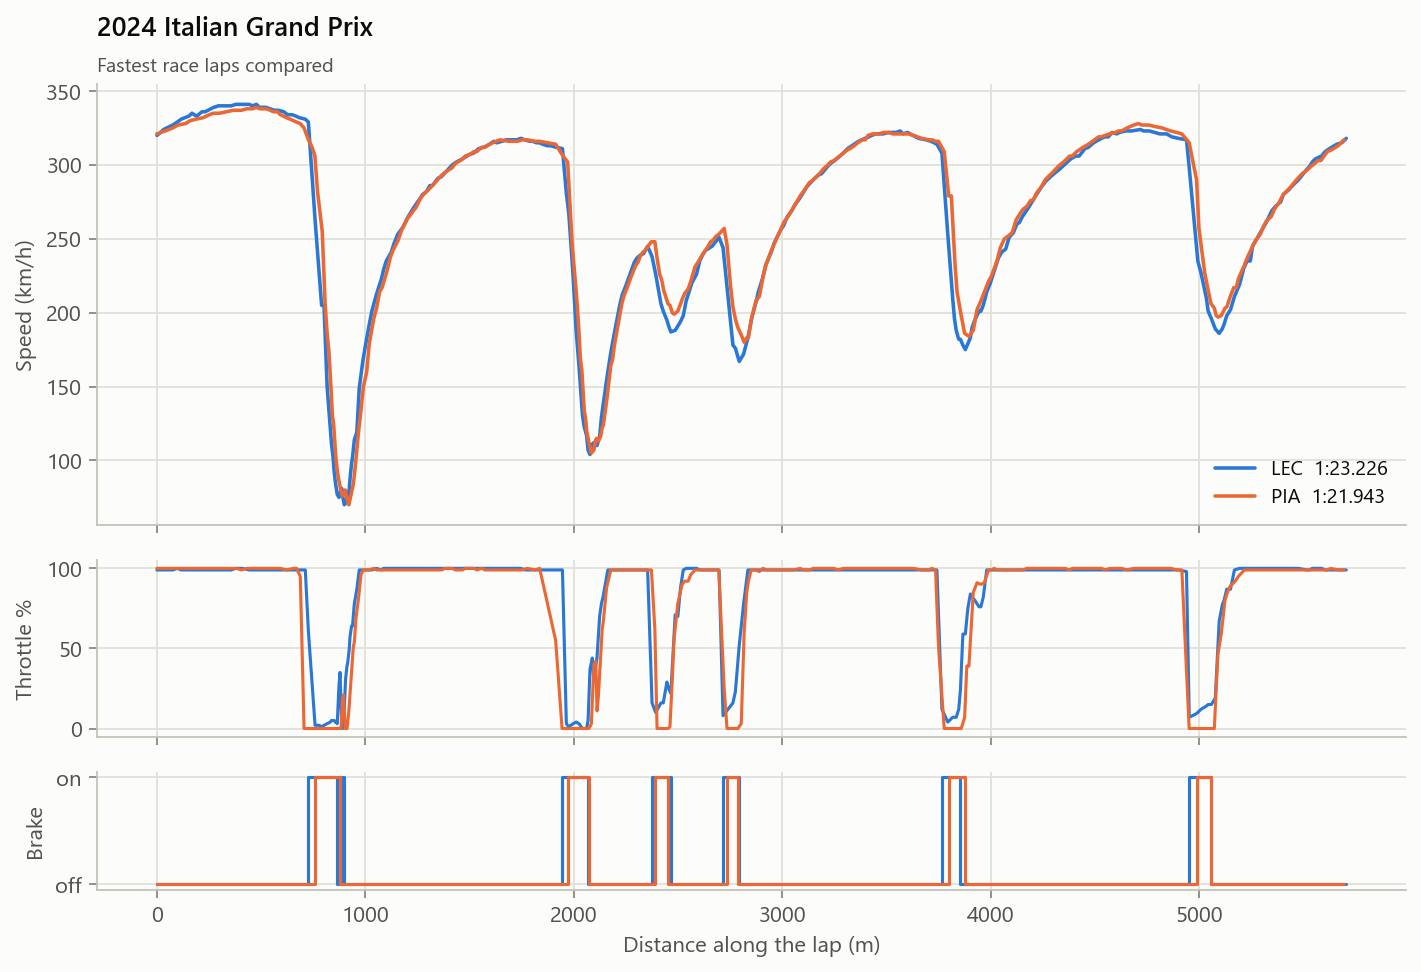 2024 Italian Grand Prix
Fastest race laps compared
Speed (km/h)
350
300
250
200
150
100
LEC 1:23.226
PIA 1:21.943
Throttle %
100
50
0
Brake
on
off
0 1000 2000 3000 4000 5000
Distance along the lap (m)